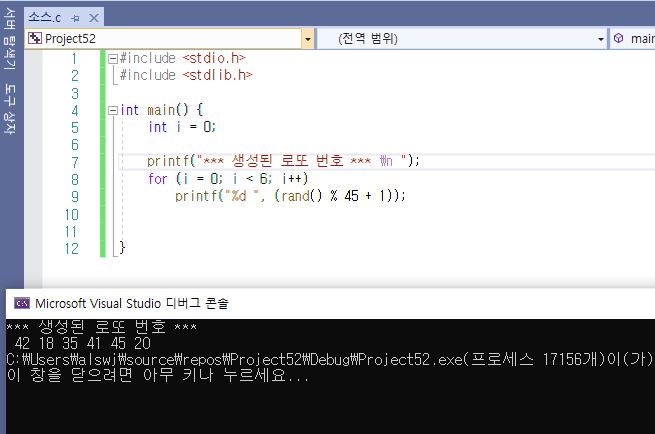 서버 탐색기 도구 상자
소스.c
Project52 (전역 범위) main
1 #include <stdio.h>
2 #include <stdlib.h>
3
4 int main() {
5 int i = 0;
6
7 printf("*** 생성된 로또 번호 *** ₩n ");
8 for (i = 0; i < 6; i++)
9 printf("%d ", (rand() % 45 + 1));
10
11
12 }
C:\ Microsoft Visual Studio 디버그 콘솔
*** 생성된 로또 번호 ***
42 18 35 41 45 20
C:₩Users₩alswj₩source₩repos₩Project52₩Debug₩Project52.exe(프로세스 17156개)이(가)
이 창을 닫으려면 아무 키나 누르세요...